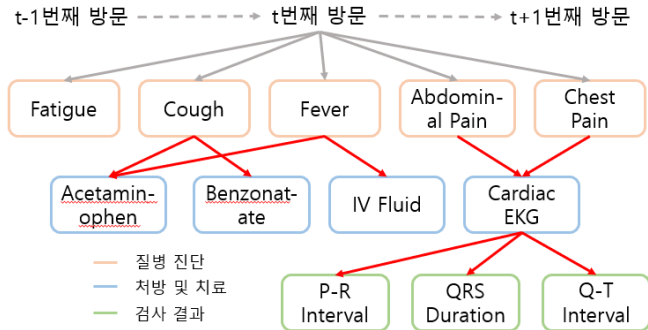 t-1번째 방문 t번째 방문 t+1번째 방문
Fatigue Cough Fever Abdomin-
al Pain Chest
Pain
Acetamin-
ophen Benzonat-
ate IV Fluid Cardiac
EKG
질병 진단
처방 및 치료
검사 결과
P-R
Interval QRS
Duration Q-T
Interval